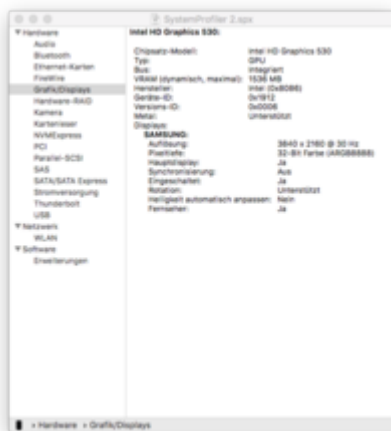 SystemProfiler 2.spx
Hardware
Audio
Bluetooth
Ethernet-Karten
FireWire
Grafik/Displays
Hardware-RAID
Kamera
Kartenleser
NVMExpress
PCI
Parallel-SCSI
SAS
SATA/SATA Express
Stromversorgung
Thunderbolt
USB
Netzwerk
WLAN
Software
Erweiterungen
Intel HD Graphics 530:
Chipsatz-Modell: Intel HD Graphics 530
Typ: GPU
Bus: Integriert
VRAM (dynamisch, maximal): 1536 MB
Hersteller: Intel (0x8086)
Geräte-ID: 0x1912
Versions-ID: 0x0006
Metal: Unterstützt
Displays:
SAMSUNG:
Auflösung: 3840 x 2160 @ 30 Hz
Pixeltiefe: 32-Bit Farbe (ARGB8888)
Hauptdisplay: Ja
Synchronisierung: Aus
Eingeschaltet: Ja
Rotation: Unterstützt
Helligkeit automatisch anpassen: Nein
Fernseher: Ja
› Hardware › Grafik/Displays